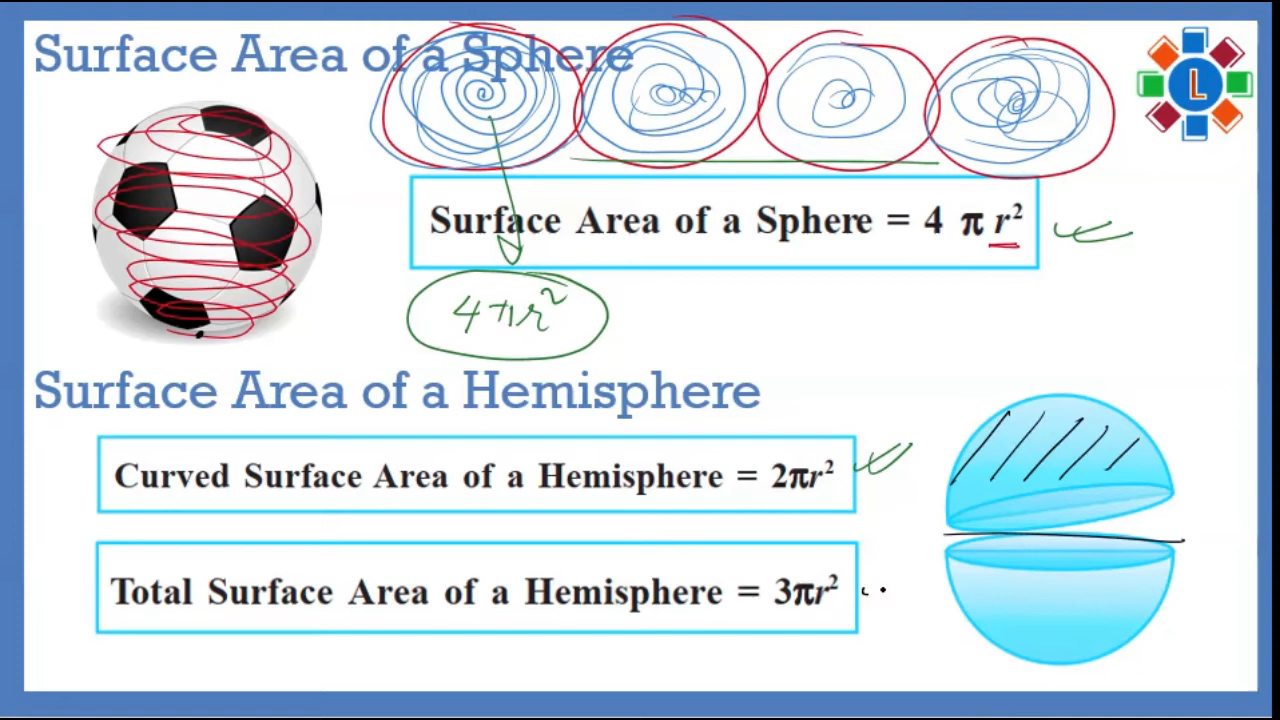 Surface Area of a Sphere
L
Surface Area of a Sphere = 4 π r²
4πr²
Surface Area of a Hemisphere
Curved Surface Area of a Hemisphere = 2πr²
Total Surface Area of a Hemisphere = 3πr²